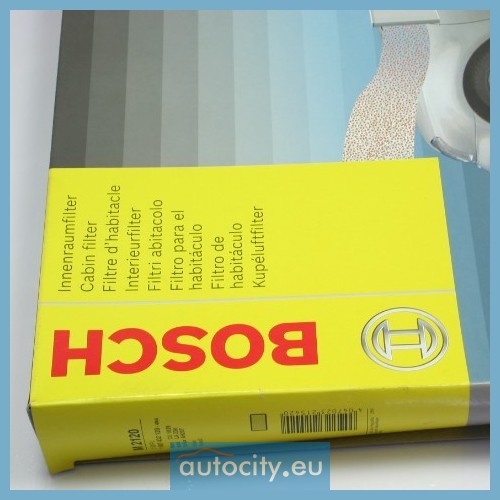 Innenraumfilter
Cabin filter
Filtre d'habitacle
Interieurfilter
Filtri abitacolo
Filtro para el
habitáculo
Filtro de
habitáculo
Kupéluftfilter
BOSCH
M 2120
autocity.eu